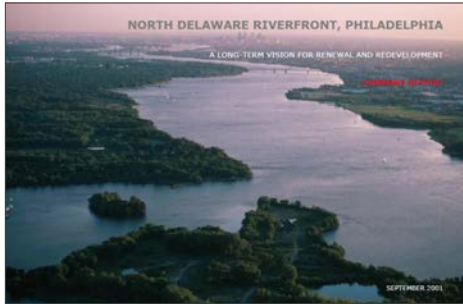 NORTH DELAWARE RIVERFRONT, PHILADELPHIA
A LONG-TERM VISION FOR RENEWAL AND REDEVELOPMENT
SEPTEMBER 2001